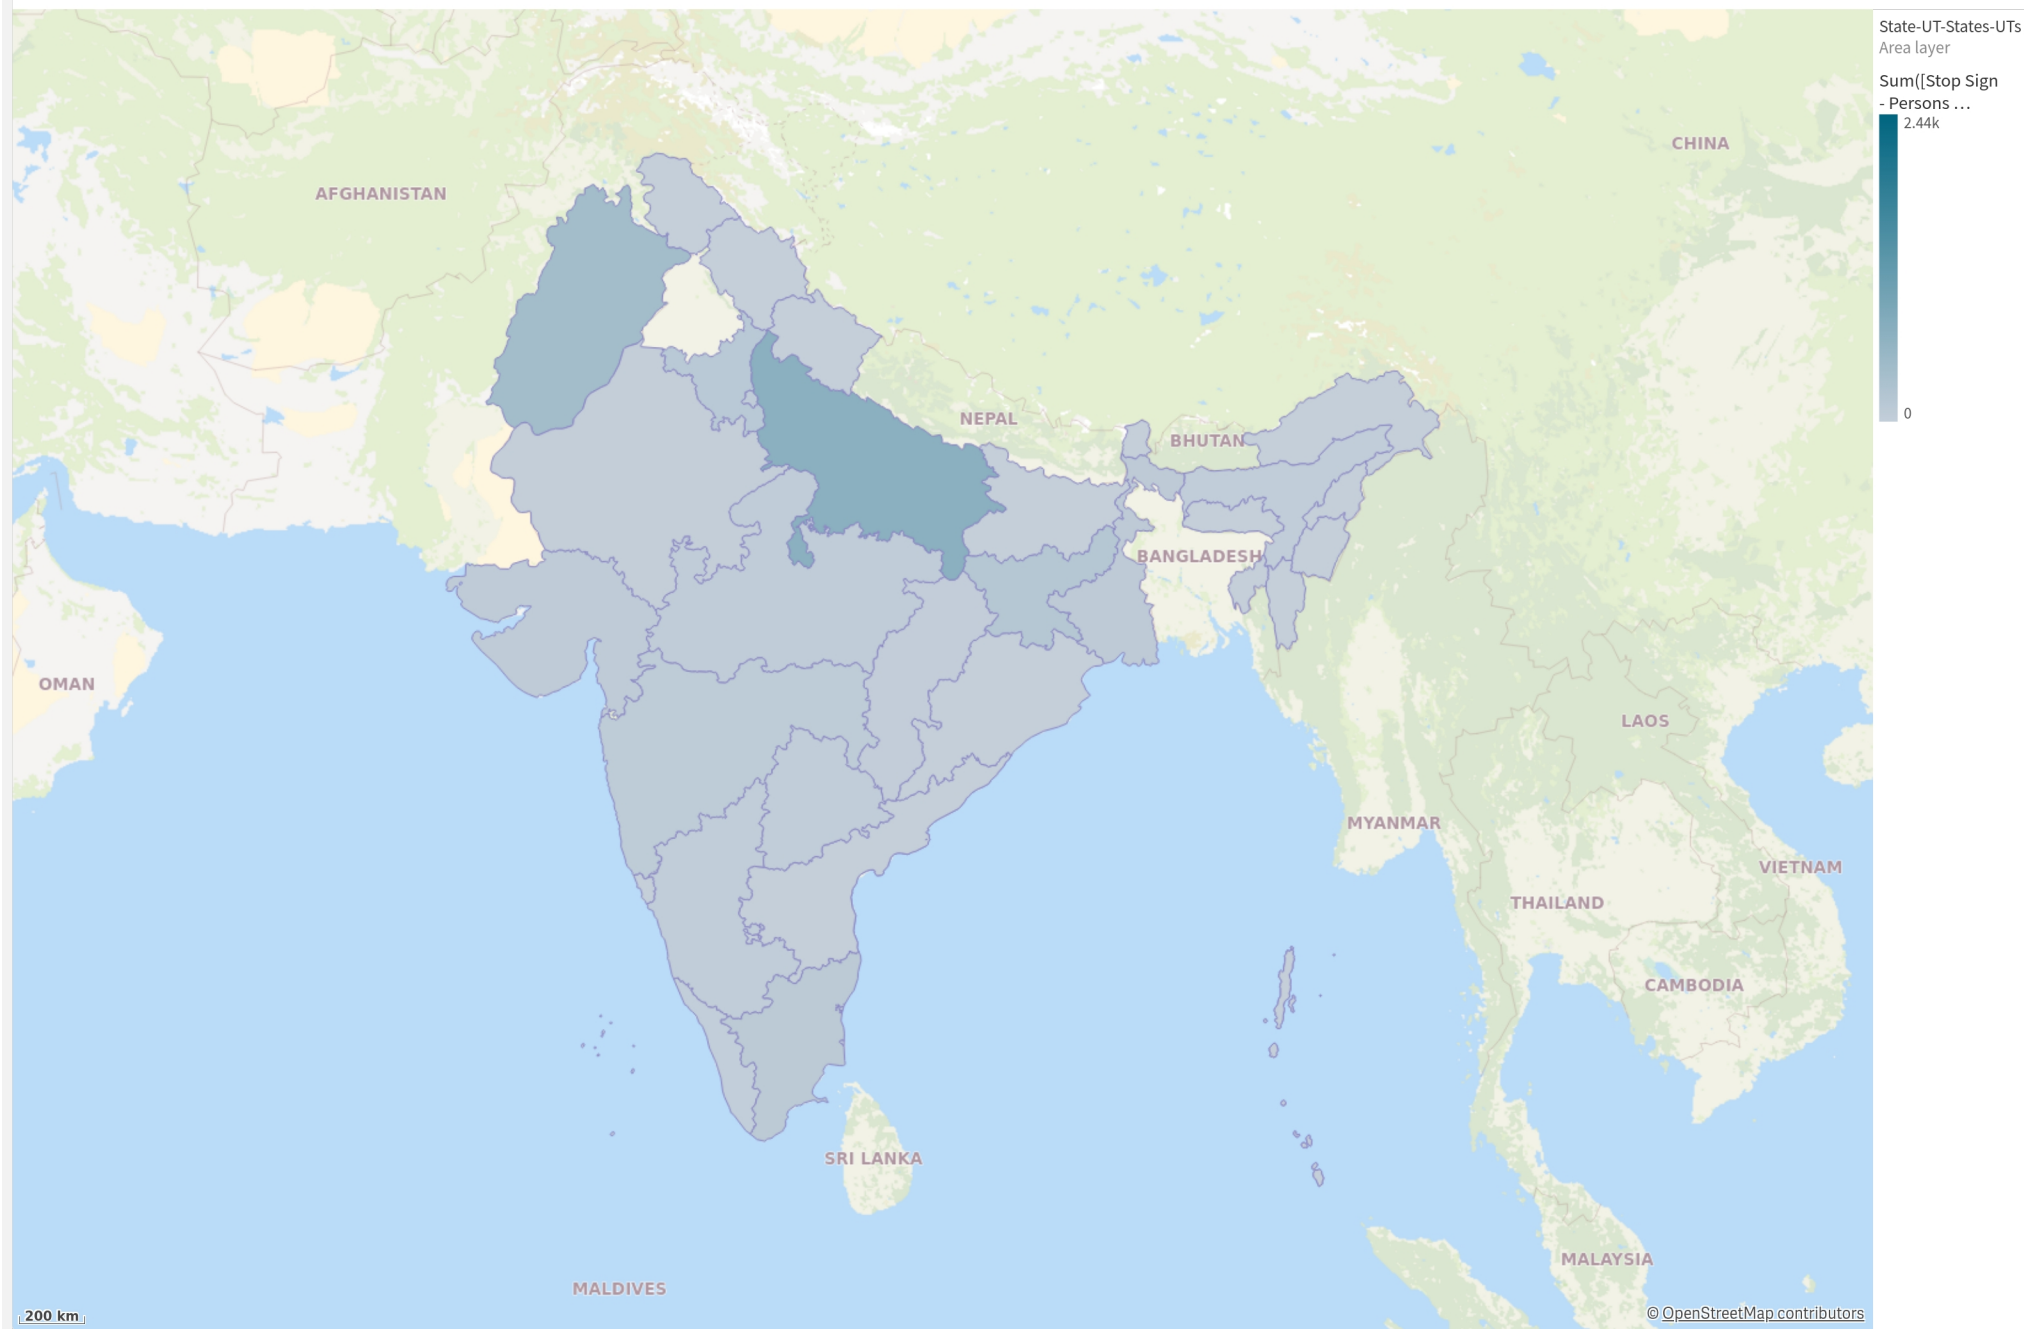 State-UT-States-UTs
Area layer
Sum([Stop Sign
- Persons …
2.44k
0
CHINA
AFGHANISTAN
NEPAL
BHUTAN
BANGLADESH
OMAN
LAOS
MYANMAR
VIETNAM
THAILAND
CAMBODIA
SRI LANKA
MALAYSIA
MALDIVES
200 km
© OpenStreetMap contributors